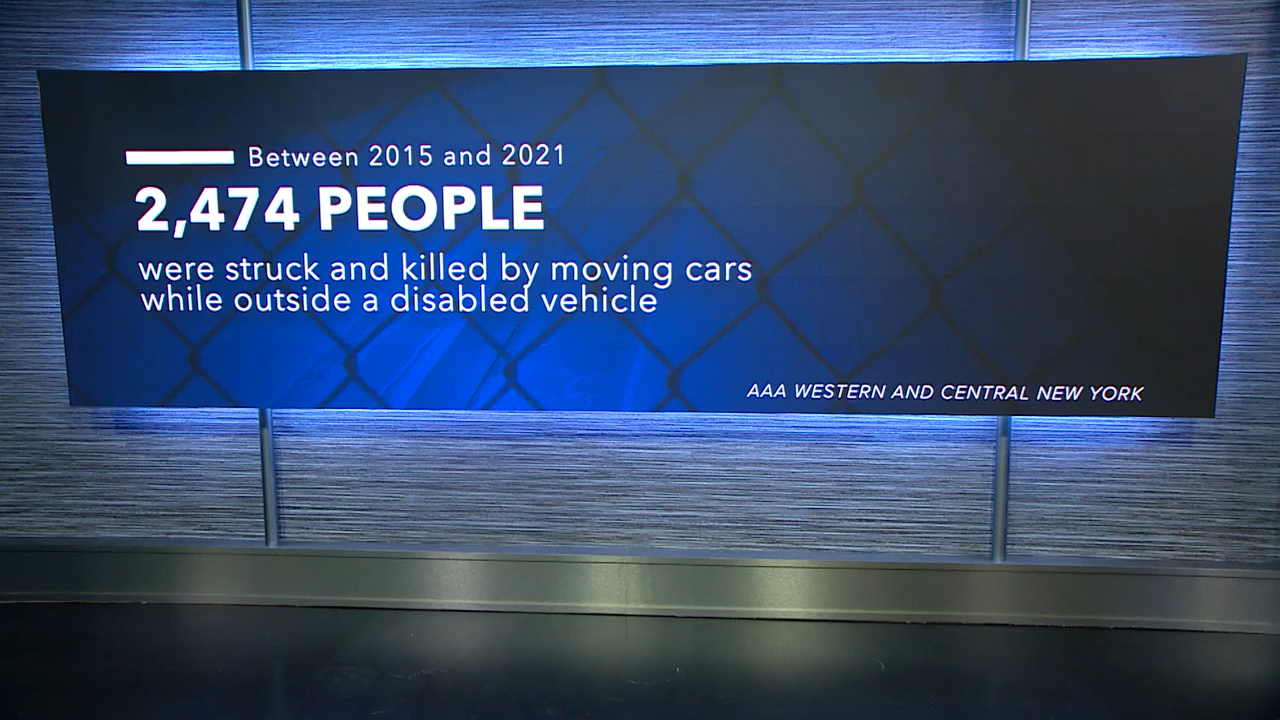 Between 2015 and 2021
2,474 PEOPLE
were struck and killed by moving cars
while outside a disabled vehicle
AAA WESTERN AND CENTRAL NEW YORK